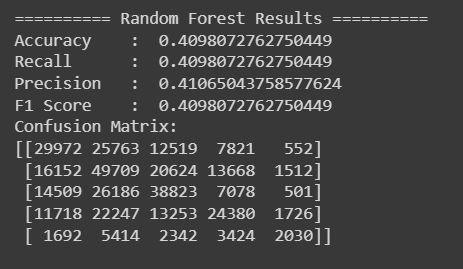 ========== Random Forest Results ==========
Accuracy    :  0.4098072762750449
Recall      :  0.4098072762750449
Precision   :  0.41065043758577624
F1 Score    :  0.4098072762750449
Confusion Matrix:
[[29972 25763 12519  7821   552]
 [16152 49709 20624 13668  1512]
 [14509 26186 38823  7078   501]
 [11718 22247 13253 24380  1726]
 [ 1692  5414  2342  3424  2030]]